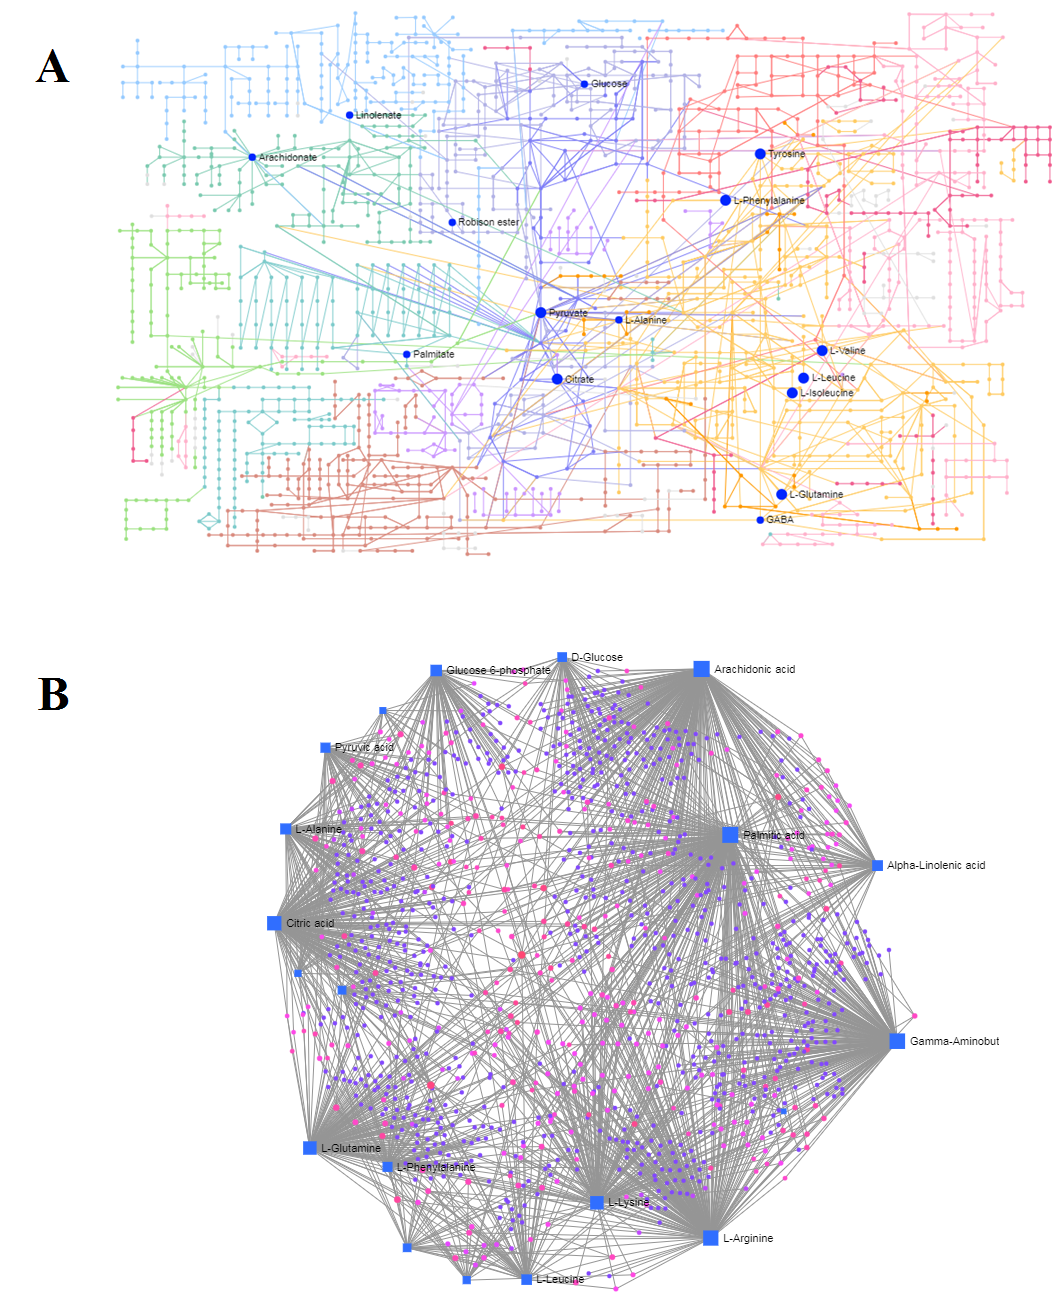 A
Glucose
Linolenate
Tyrosine
Arachidonate
L-Phenylalanine
Robison ester
Pyruvate
L-Alanine
L-Valine
Palmitate
Citrate
L-Leucine
L-Isoleucine
L-Glutamine
GABA
B
D-Glucose
Glucose 6-phosphate
Arachidonic acid
Pyruvic acid
L-Alanine
Palmitic acid
Alpha-Linolenic acid
Citric acid
Gamma-Aminobut
L-Glutamine
L-Phenylalanine
L-Lysine
L-Arginine
L-Leucine